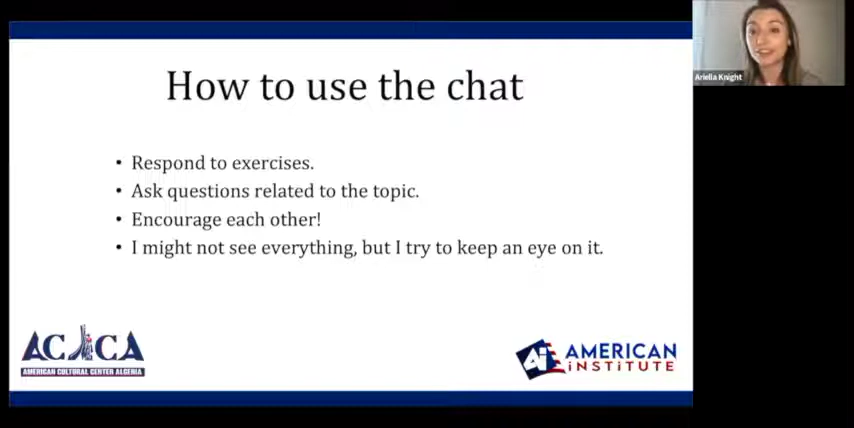 How to use the chat
• Respond to exercises.
• Ask questions related to the topic.
• Encourage each other!
• I might not see everything, but I try to keep an eye on it.
ACCA
AMERICAN CULTURAL CENTER ALGERIA
Ai AMERICAN
INSTITUTE
Ariella Knight